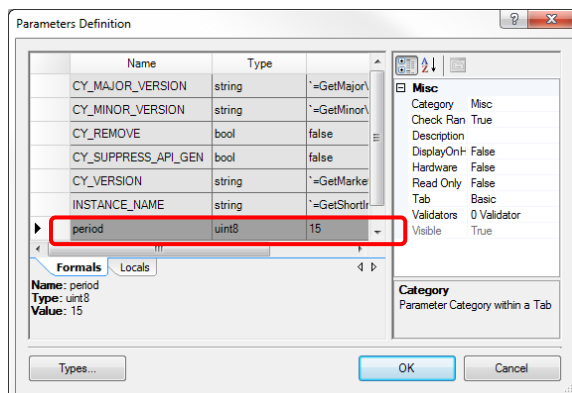 Parameters Definition
Name Type
CY_MAJOR_VERSION string `=GetMajor\
CY_MINOR_VERSION string `=GetMinor\
CY_REMOVE bool false
CY_SUPPRESS_API_GEN bool false
CY_VERSION string `=GetMarke
INSTANCE_NAME string `=GetShortIr
period uint8 15
Formals Locals
Name: period
Type: uint8
Value: 15
Misc
Category Misc
Check Ran True
Description
DisplayOnH False
Hardware False
Read Only False
Tab Basic
Validators 0 Validator
Visible True
Category
Parameter Category within a Tab
Types...
OK
Cancel